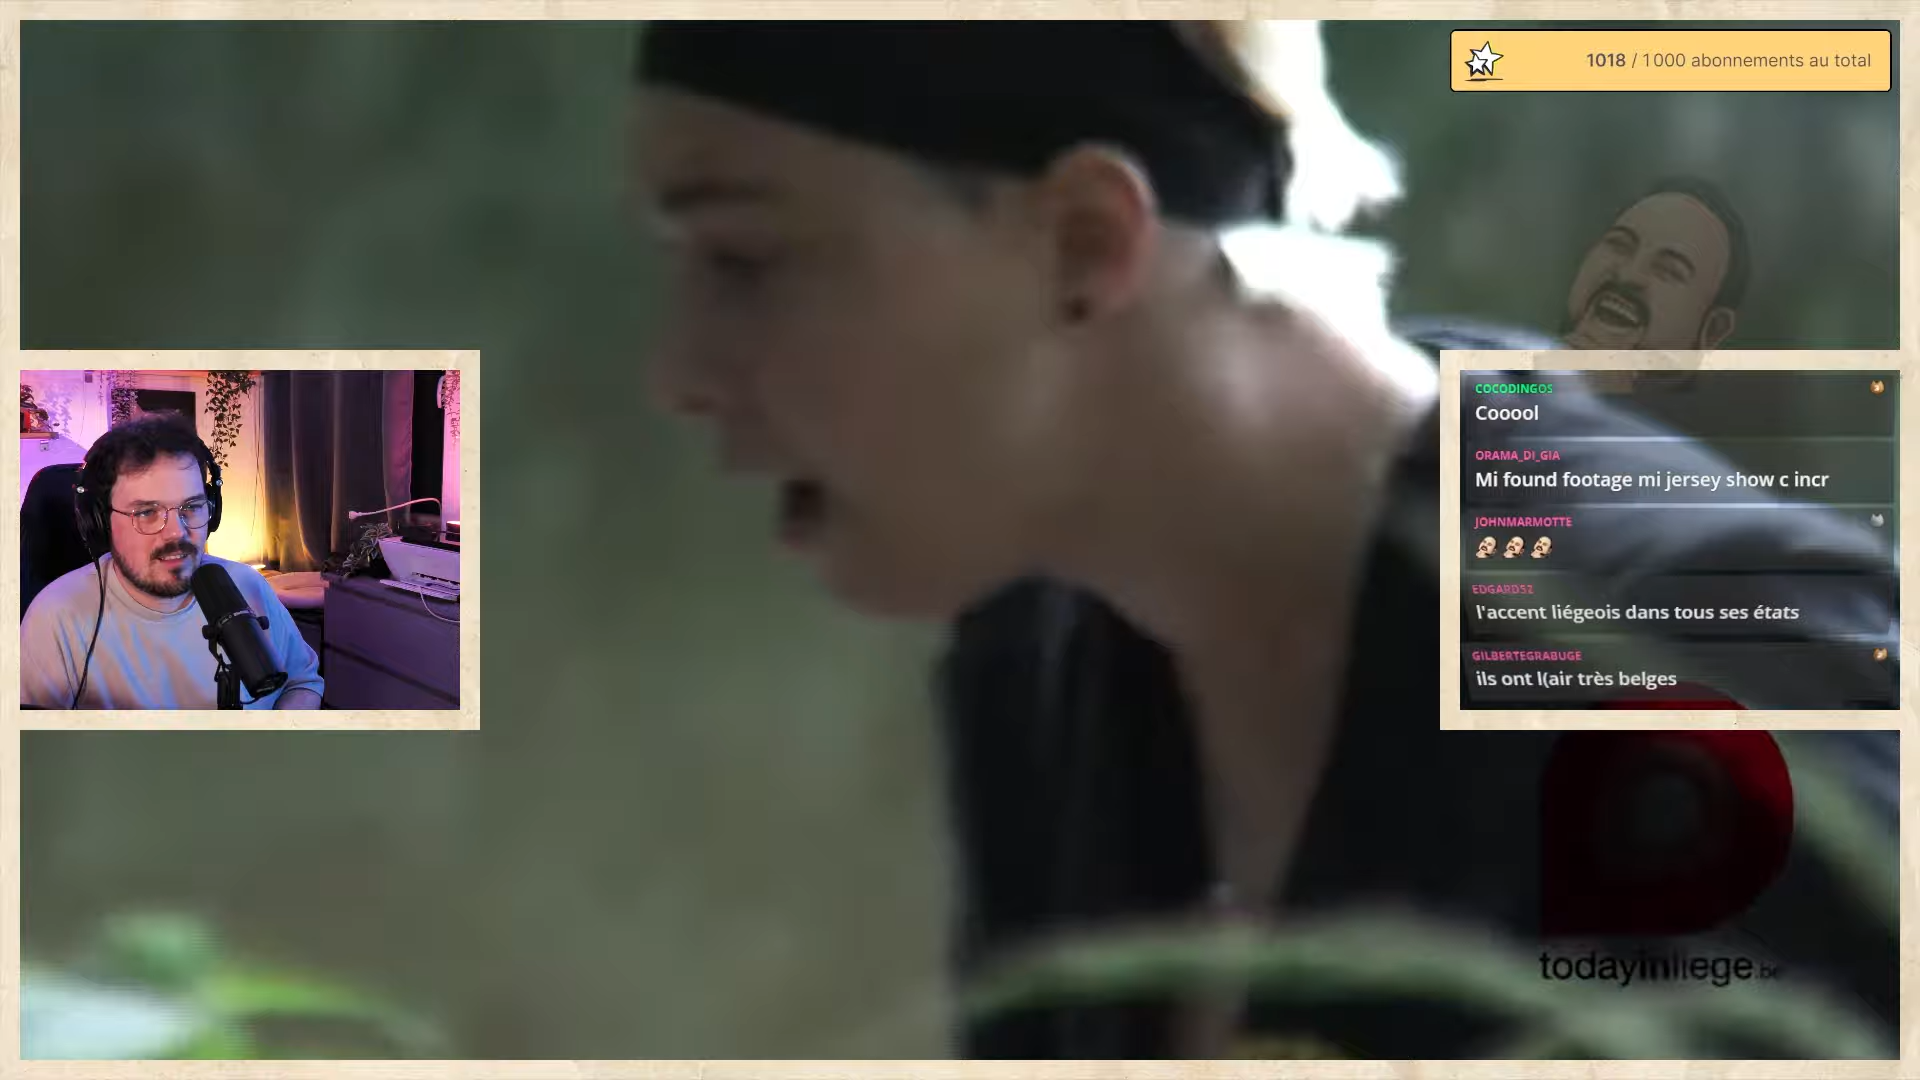 1018 / 1000 abonnements au total
COCODINGOS
Cooool
ORAMA_DI_GIA
Mi found footage mi jersey show c incr
JOHNMARMOTTE
EDGARD52
l'accent liégeois dans tous ses états
GILBERTEGRABUGE
ils ont l(air très belges
todayinliege.be